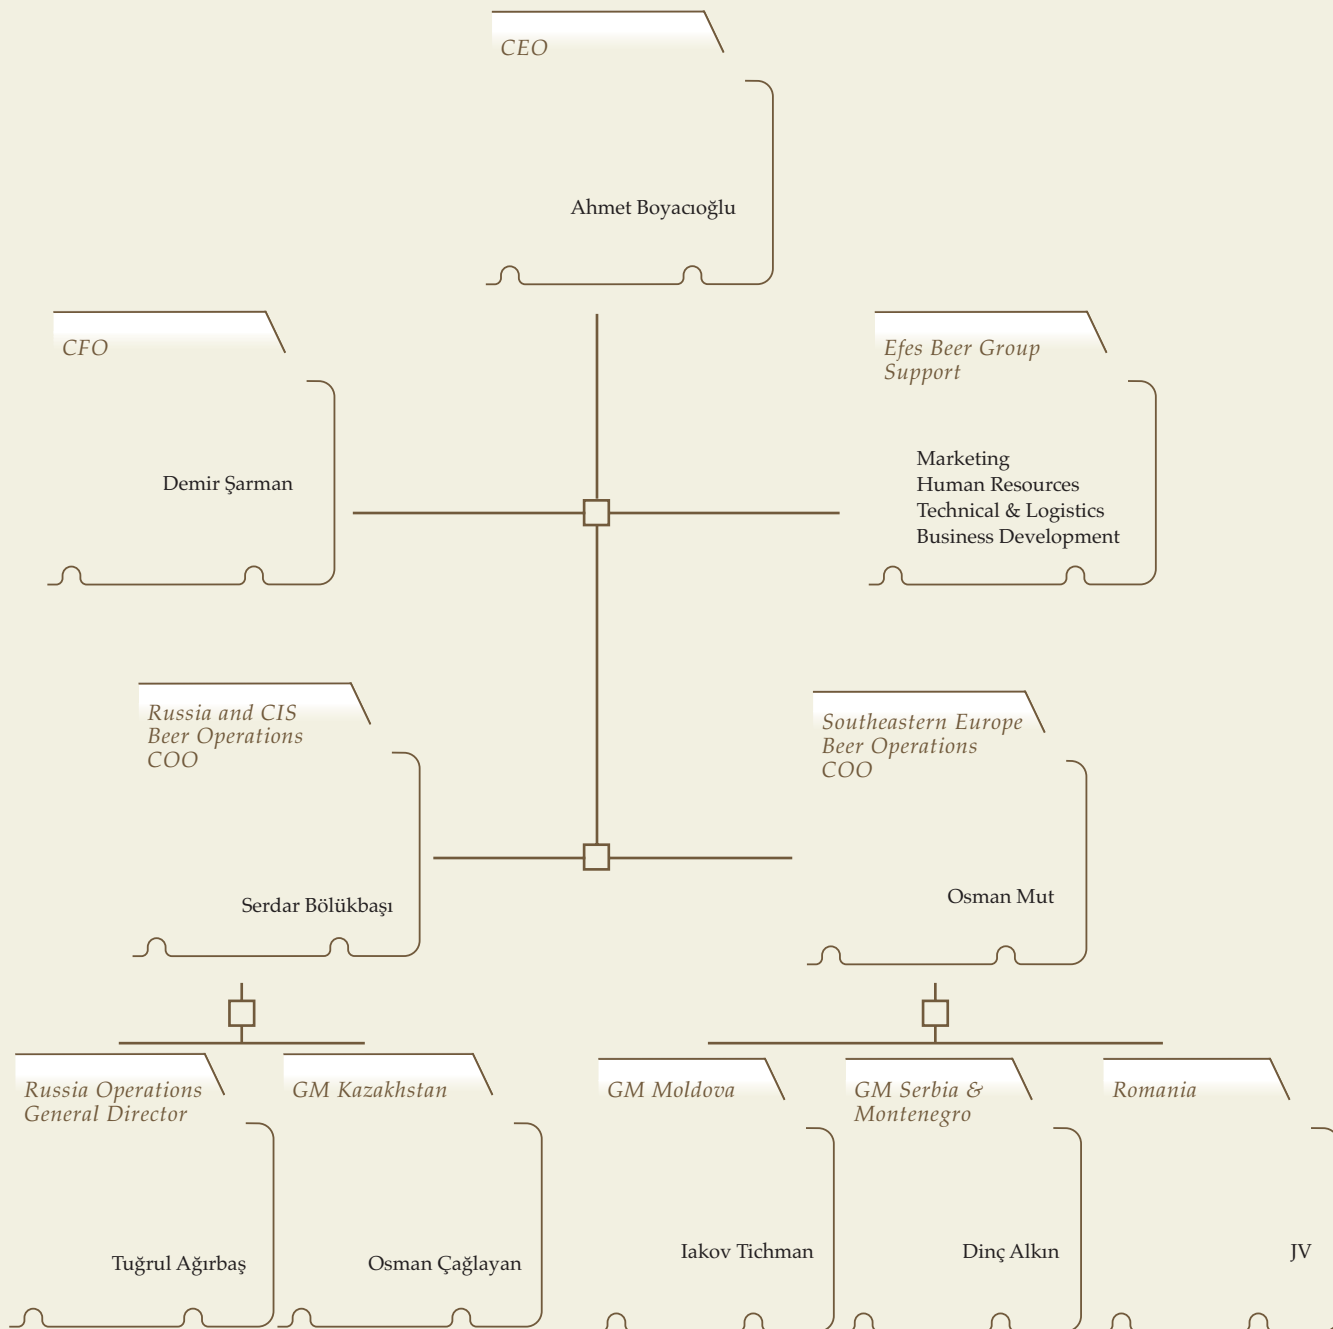 CEO
Ahmet Boyacıoğlu
CFO
Demir Şarman
Efes Beer Group
Support
Marketing
Human Resources
Technical & Logistics
Business Development
Russia and CIS
Beer Operations
COO
Serdar Bölükbaşı
Southeastern Europe
Beer Operations
COO
Osman Mut
Russia Operations
General Director
Tuğrul Ağırbaş
GM Kazakhstan
Osman Çağlayan
GM Moldova
Iakov Tichman
GM Serbia &
Montenegro
Dinç Alkın
Romania
JV